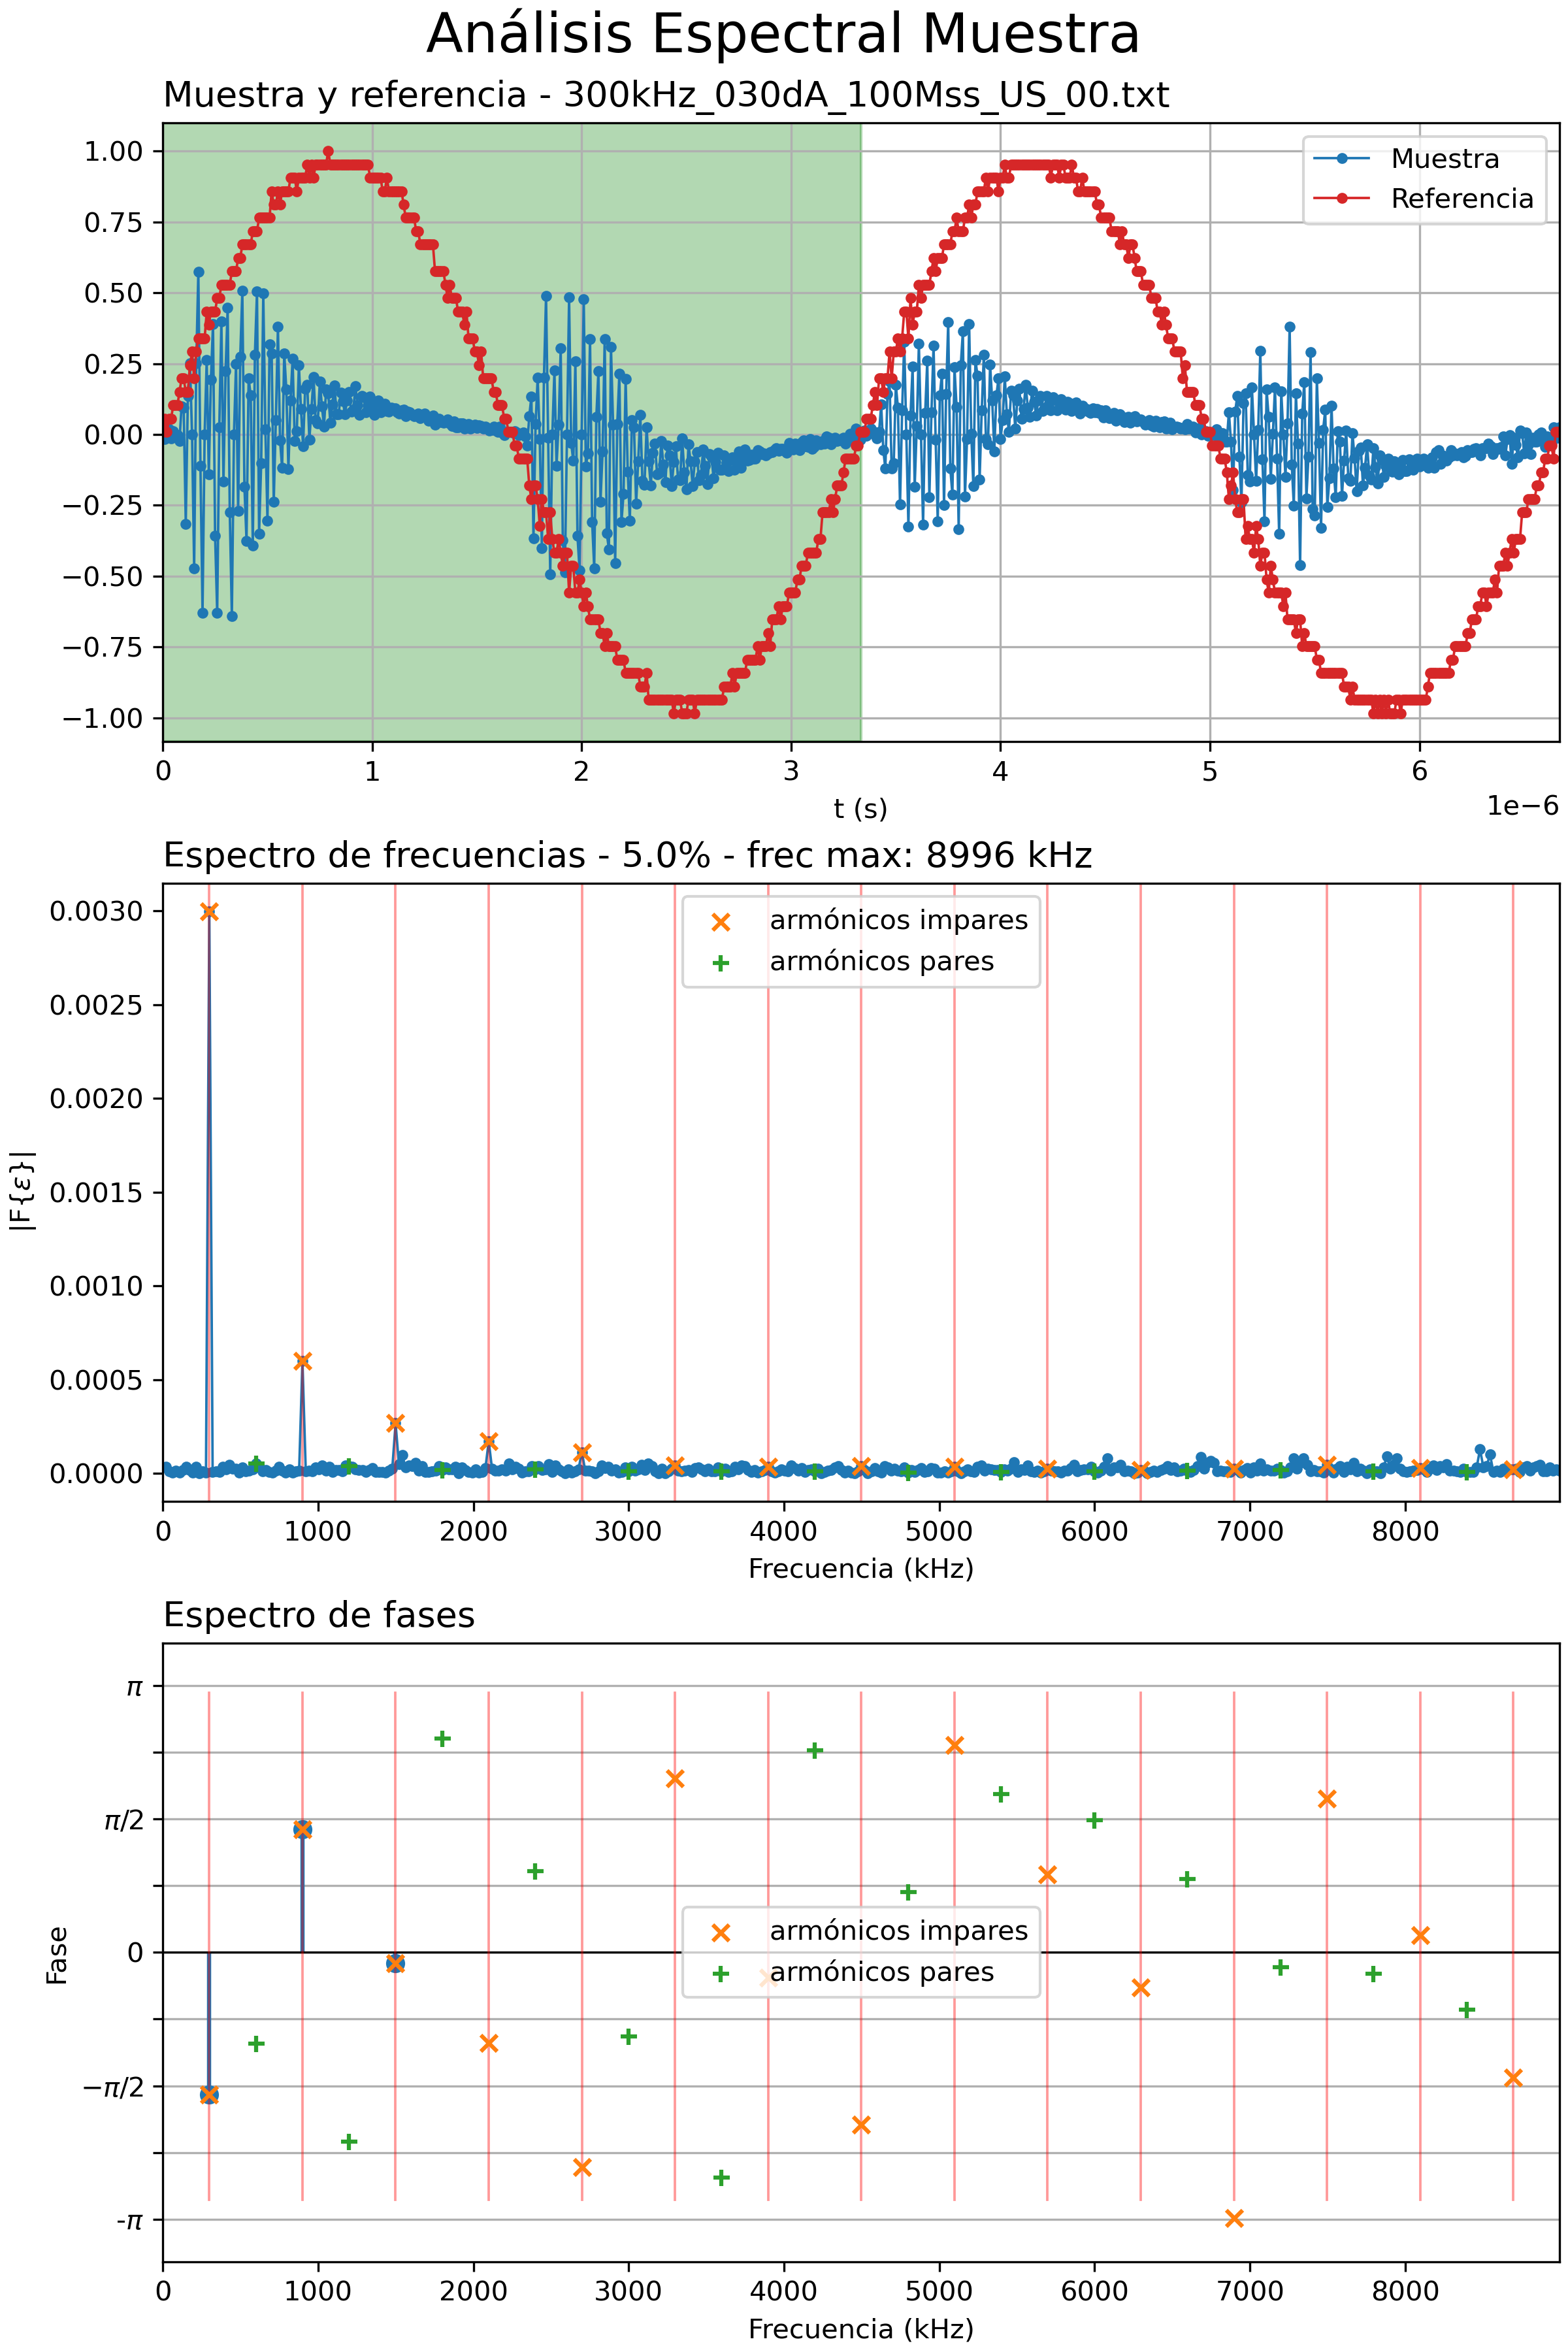 Análisis Espectral Muestra
Muestra y referencia - 300kHz_030dA_100Mss_US_00.txt
1.00
0.75
0.50
0.25
0.00
−0.25
−0.50
−0.75
−1.00
Muestra
Referencia
0 1 2 3 4 5 6
t (s)
1e−6
Espectro de frecuencias - 5.0% - frec max: 8996 kHz
|F{ε}|
0.0030
0.0025
0.0020
0.0015
0.0010
0.0005
0.0000
armónicos impares
armónicos pares
0 1000 2000 3000 4000 5000 6000 7000 8000
Frecuencia (kHz)
Espectro de fases
Fase
π
π/2
0
−π/2
-π
armónicos impares
armónicos pares
0 1000 2000 3000 4000 5000 6000 7000 8000
Frecuencia (kHz)